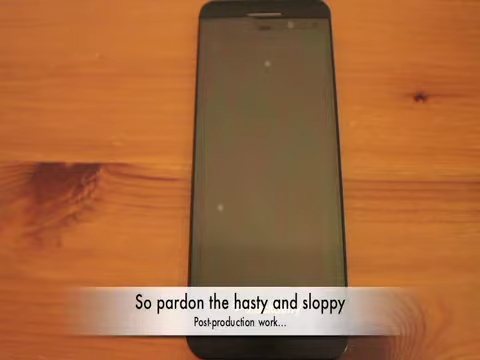 So pardon the hasty and sloppy
Post-production work...